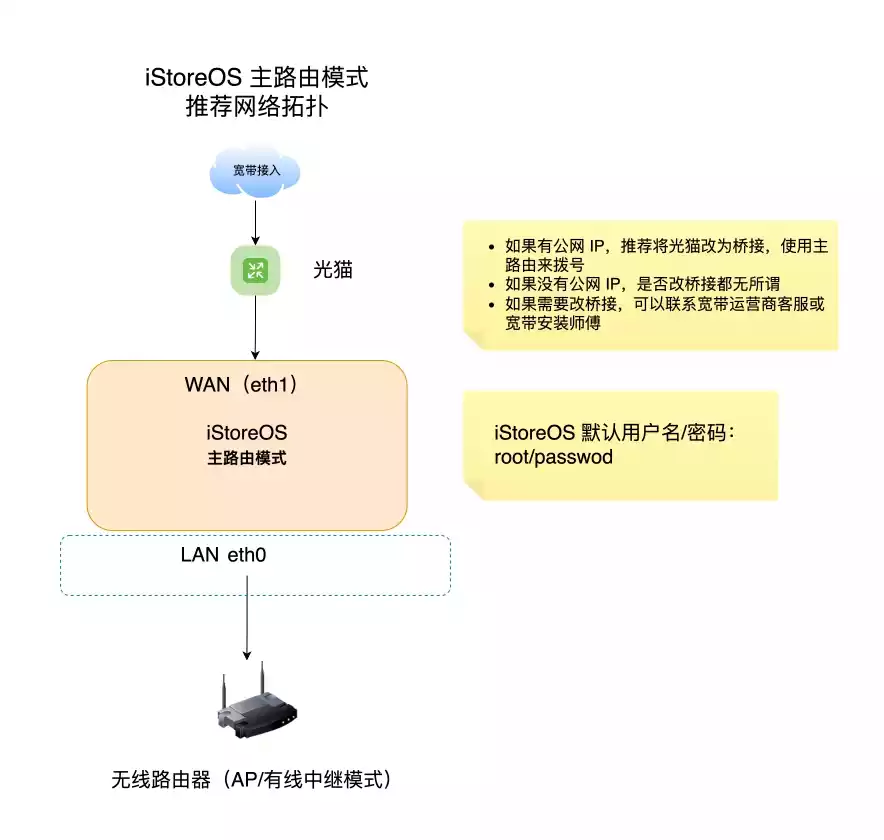 iStoreOS 主路由模式
推荐网络拓扑
宽带接入
光猫
• 如果有公网 IP，推荐将光猫改为桥接，使用主
路由来拨号
• 如果没有公网 IP，是否改桥接都无所谓
• 如果需要改桥接，可以联系宽带运营商客服或
宽带安装师傅
WAN（eth1）
iStoreOS
主路由模式
iStoreOS 默认用户名/密码：
root/passwod
LAN eth0
无线路由器（AP/有线中继模式）